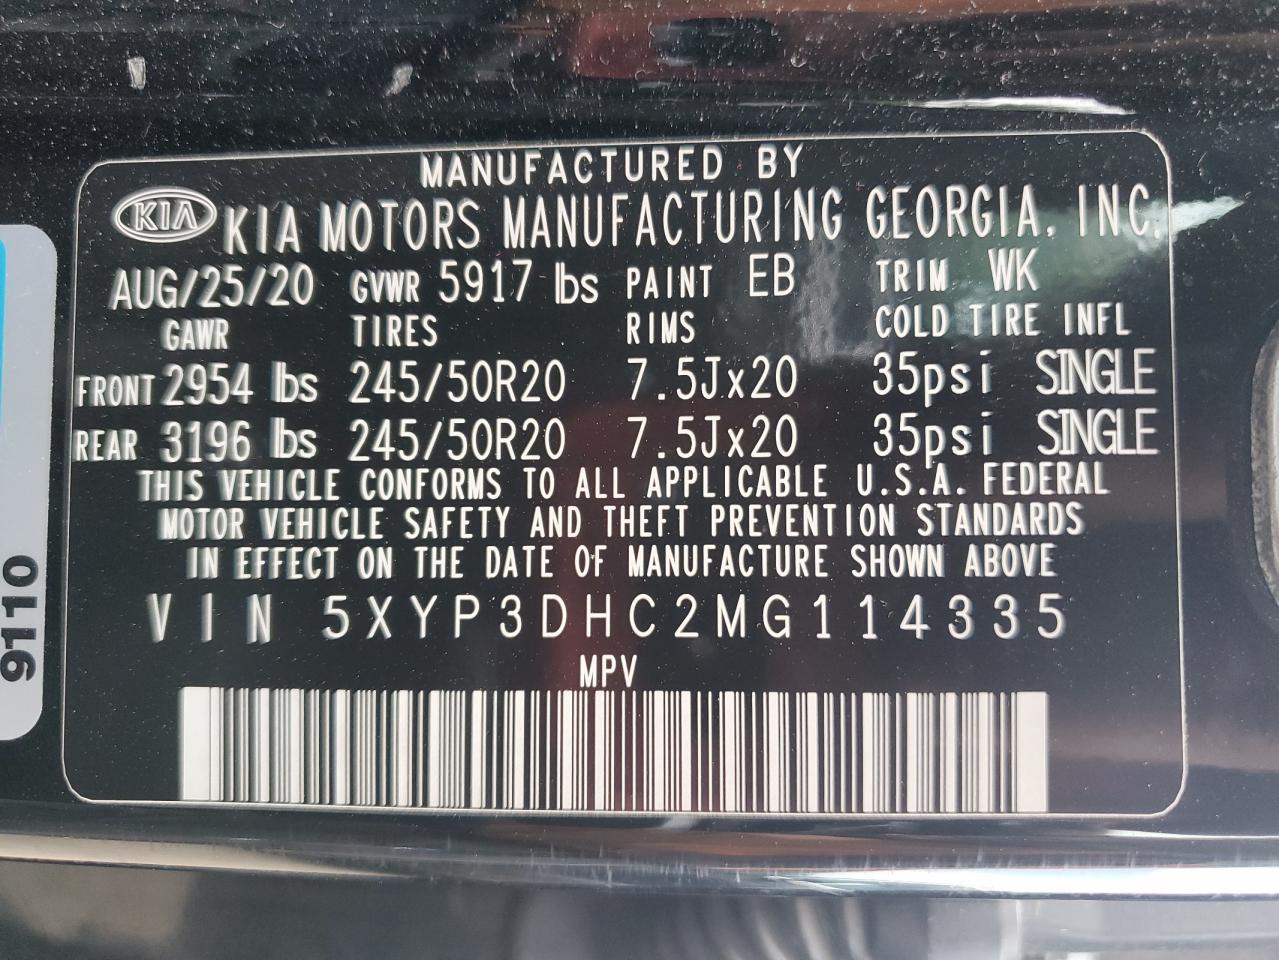 MANUFACTURED BY
KIA KIA MOTORS MANUFACTURING GEORGIA, INC.
AUG/25/20 GVWR 5917 lbs PAINT EB TRIM WK
GAWR TIRES RIMS COLD TIRE INFL
FRONT 2954 lbs 245/50R20 7.5Jx20 35psi SINGLE
REAR 3196 lbs 245/50R20 7.5Jx20 35psi SINGLE
THIS VEHICLE CONFORMS TO ALL APPLICABLE U.S.A. FEDERAL
MOTOR VEHICLE SAFETY AND THEFT PREVENTION STANDARDS
IN EFFECT ON THE DATE OF MANUFACTURE SHOWN ABOVE
VIN 5XYP3DHC2MG114335
MPV
9110